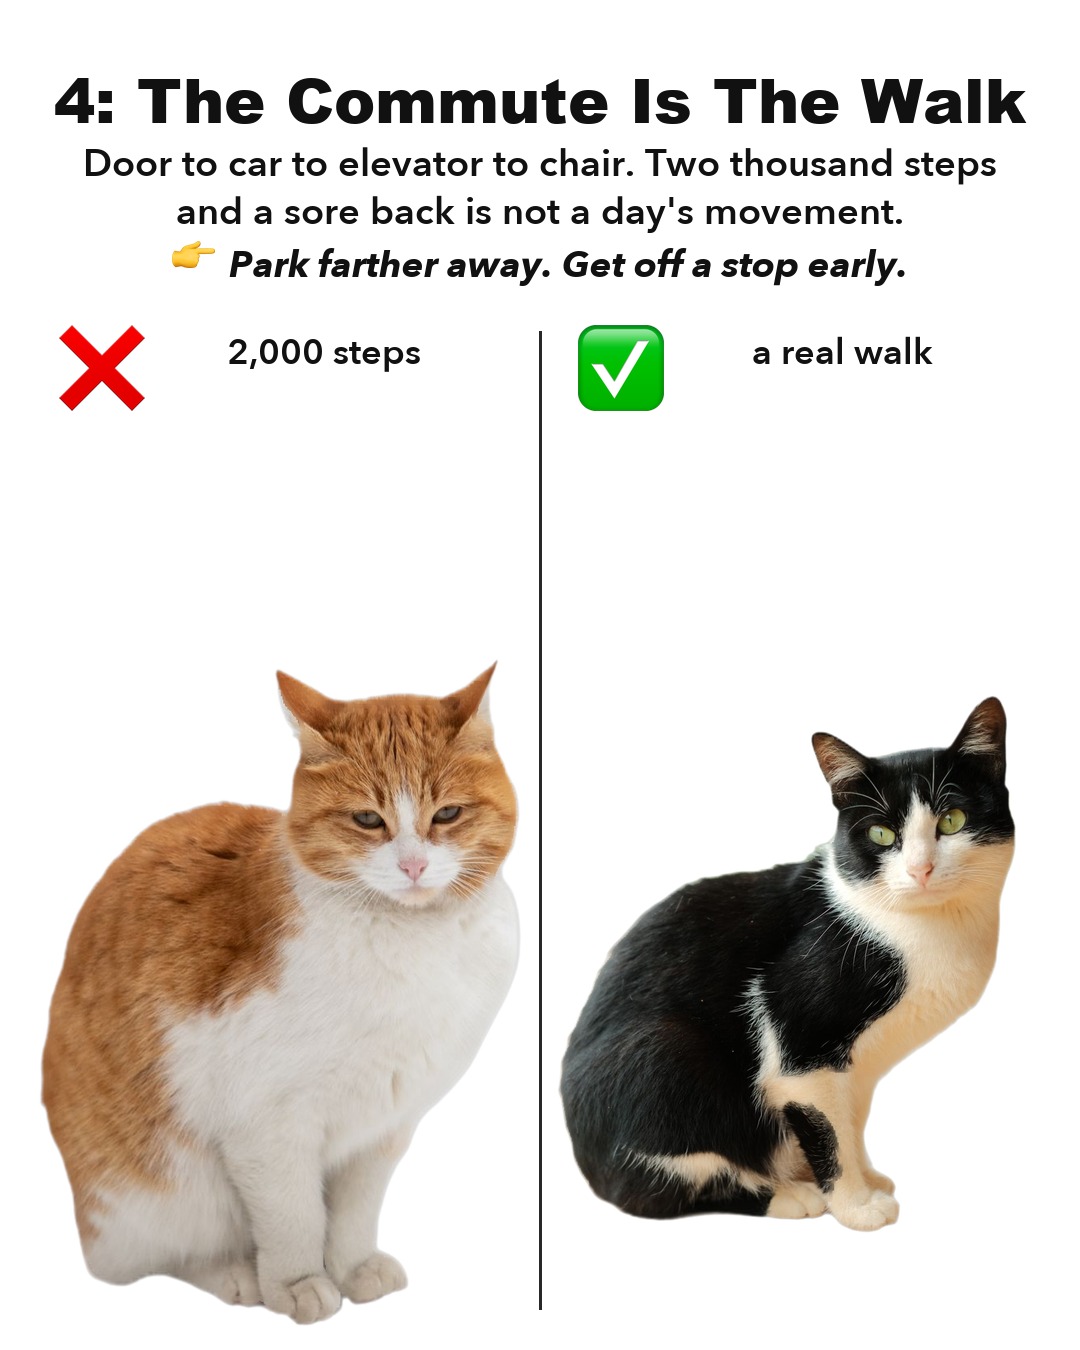 4: The Commute Is The Walk
Door to car to elevator to chair. Two thousand steps
and a sore back is not a day's movement.
👉 Park farther away. Get off a stop early.
❌ 2,000 steps
✅ a real walk